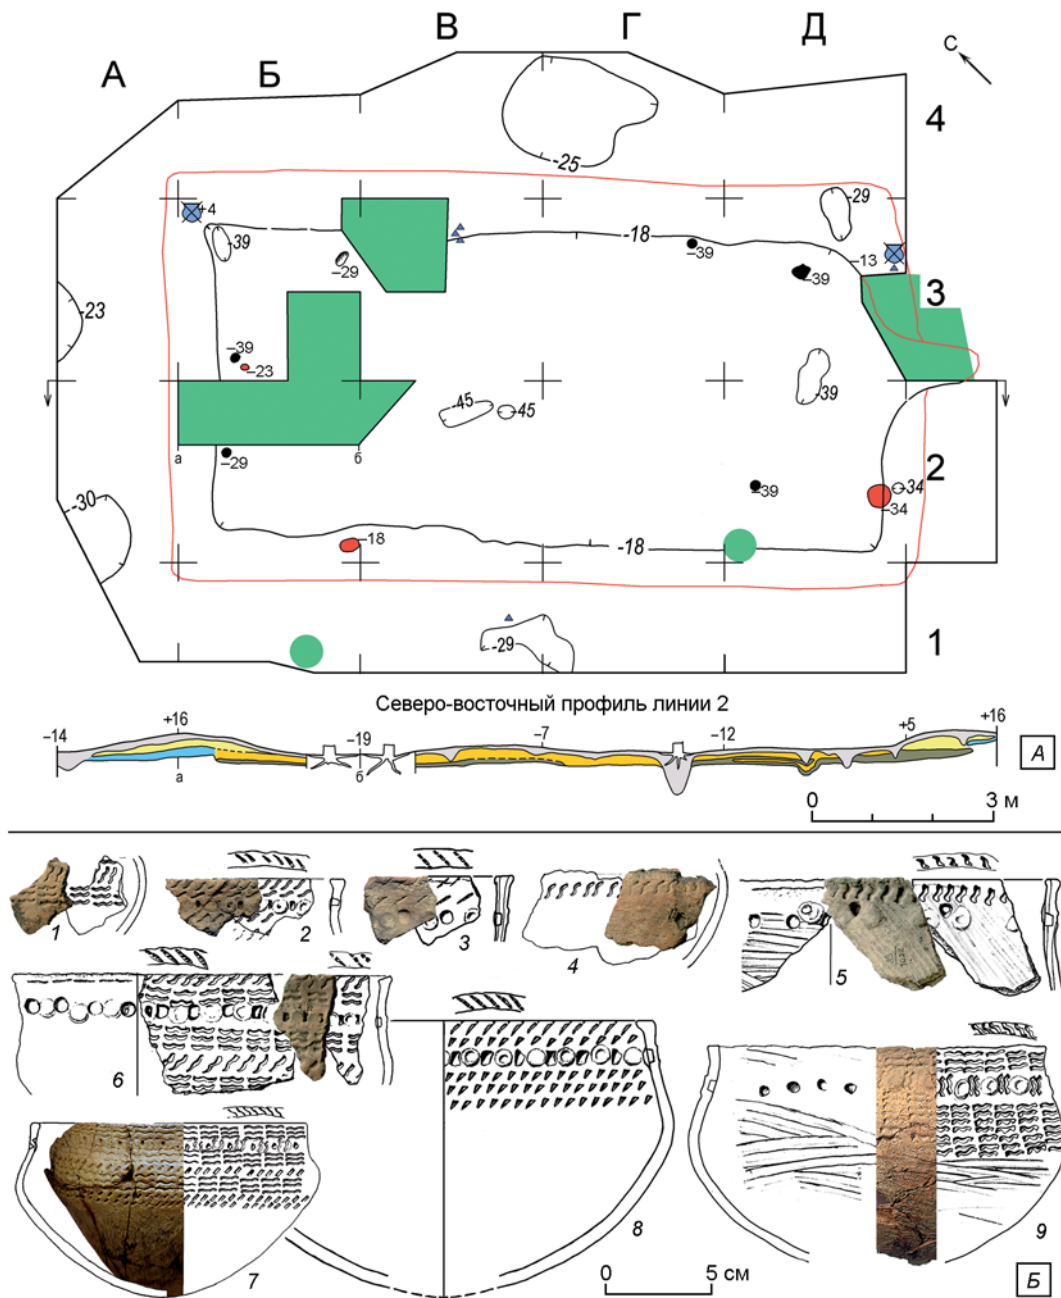 В Г Д
А Б С
4
-25
+4 -29
-39 -18 -39 -13
-29 -39
-23 3
-39
-23 -39
-45 -45
а б
-29 2
-39 -34
-30 -34
-18 -18
-29 1
Северо-восточный профиль линии 2
-14 +16 -19 -7 -12 +5 +16
а б А
0 3 м
1 2 3 4 5
6 7 8 9
0 5 см
Б